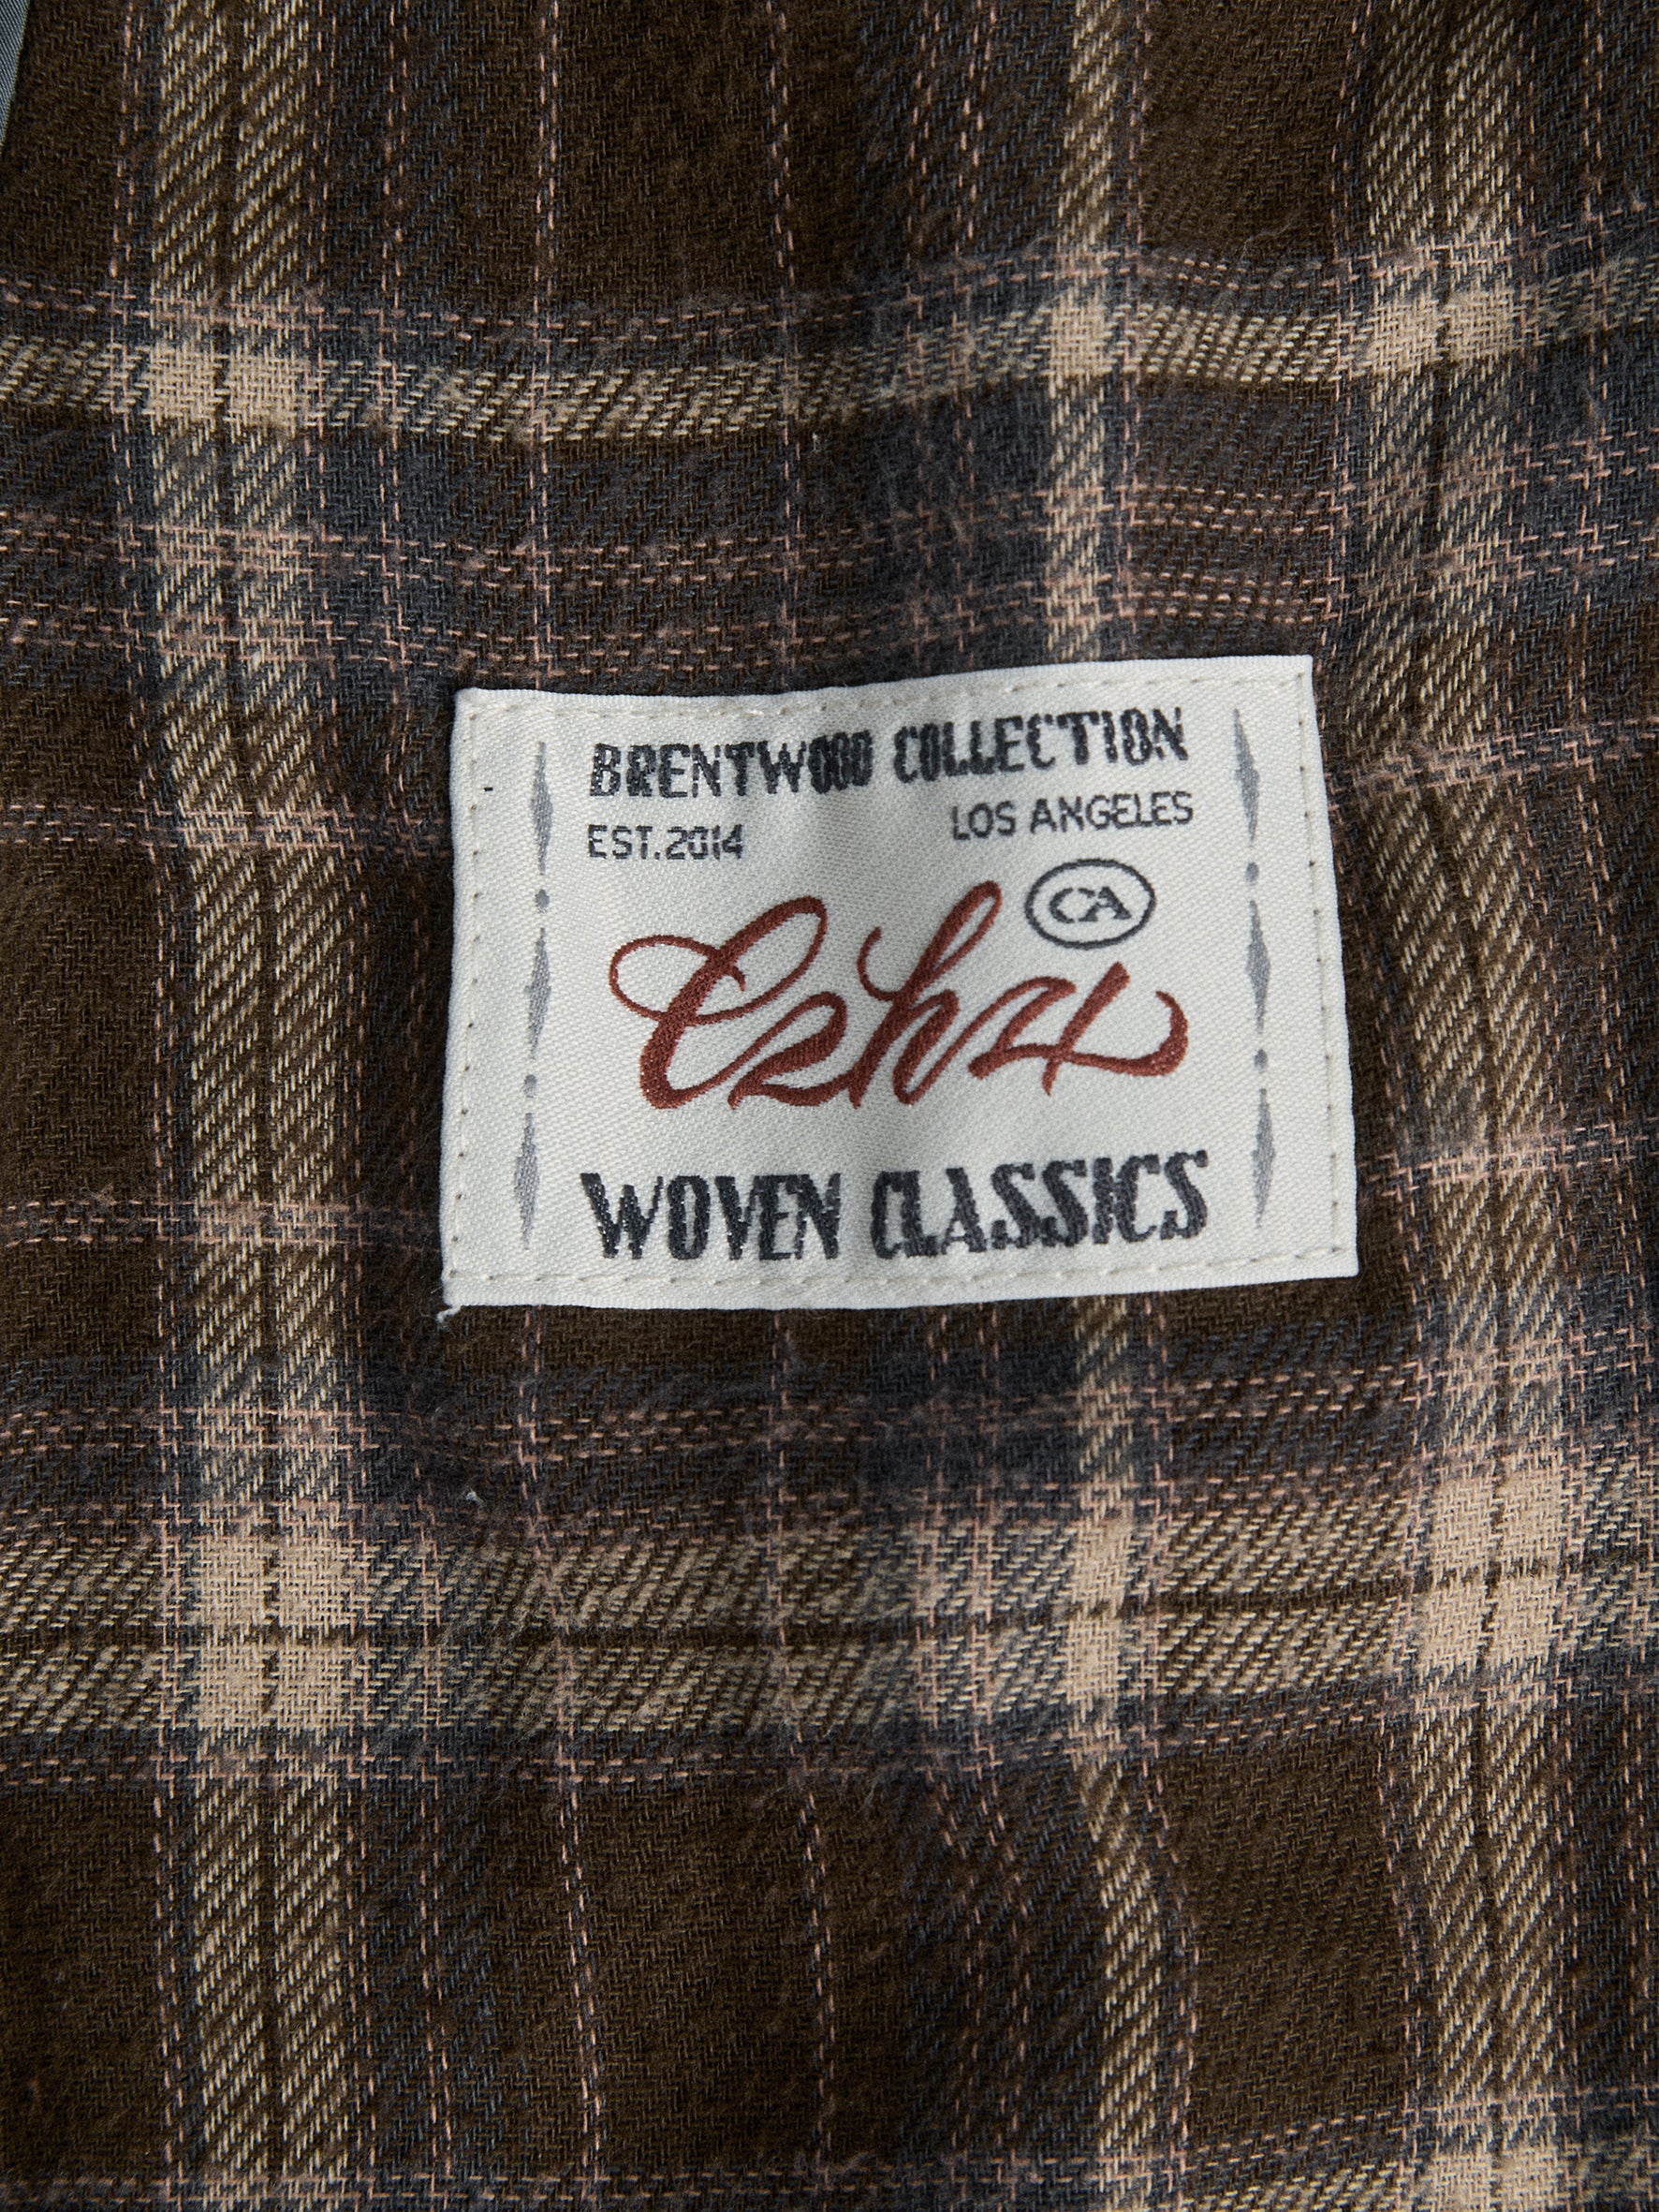 BRENTWOOD COLLECTION
EST.2014
LOS ANGELES
CA
WOVEN CLASSICS